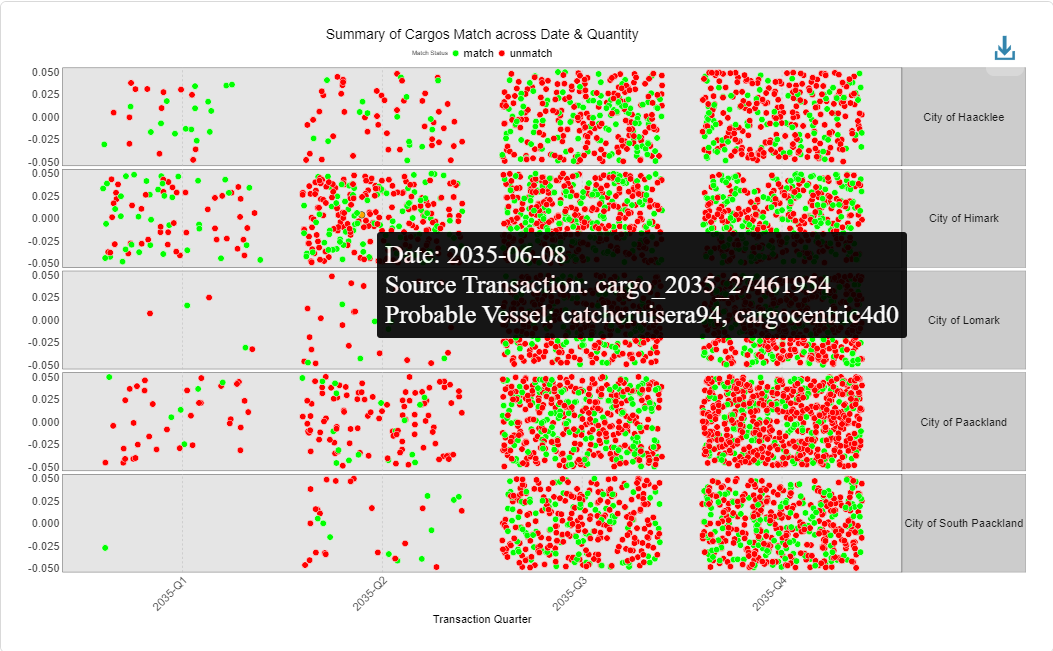 Summary of Cargos Match across Date & Quantity
Match Status match unmatch
0.050
0.025
0.000
-0.025
-0.050
City of Haacklee
0.050
0.025
0.000
-0.025
-0.050
City of Himark
Date: 2035-06-08
Source Transaction: cargo_2035_27461954
Probable Vessel: catchcruisera94, cargocentric4d0
0.050
0.025
0.000
-0.025
-0.050
City of Lomark
0.050
0.025
0.000
-0.025
-0.050
City of Paackland
0.050
0.025
0.000
-0.025
-0.050
City of South Paackland
2035-Q1
2035-Q2
2035-Q3
2035-Q4
Transaction Quarter